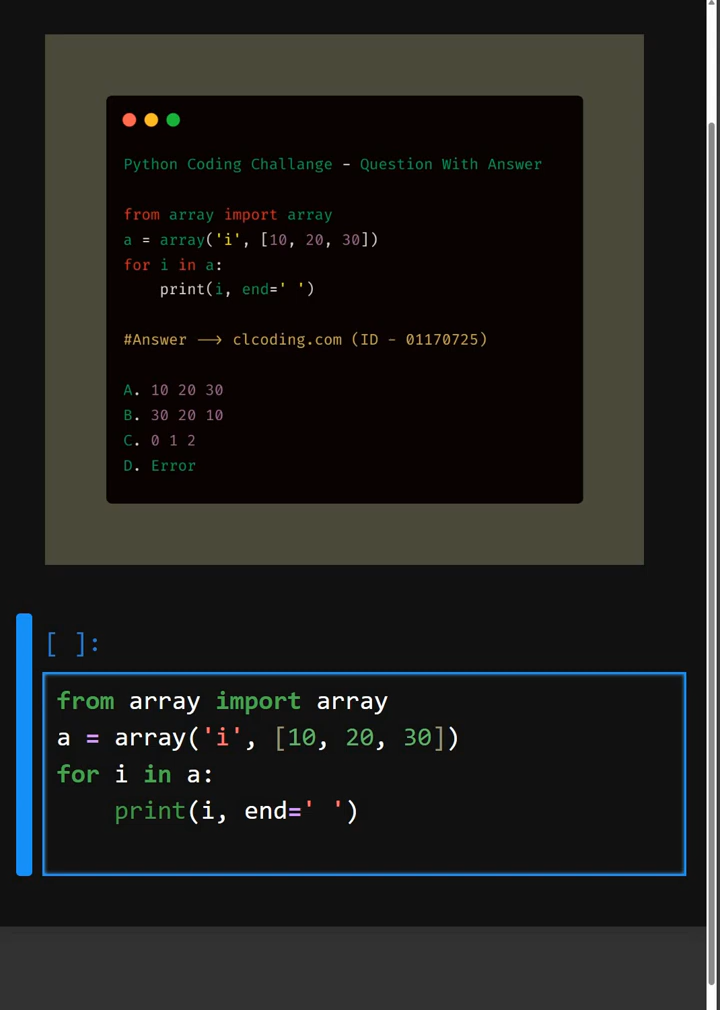 Python Coding Challange - Question With Answer
from array import array
a = array('i', [10, 20, 30])
for i in a:
    print(i, end=' ')
#Answer —> clcoding.com (ID - 01170725)
A. 10 20 30
B. 30 20 10
C. 0 1 2
D. Error
[ ]:
from array import array
a = array('i', [10, 20, 30])
for i in a:
    print(i, end=' ')